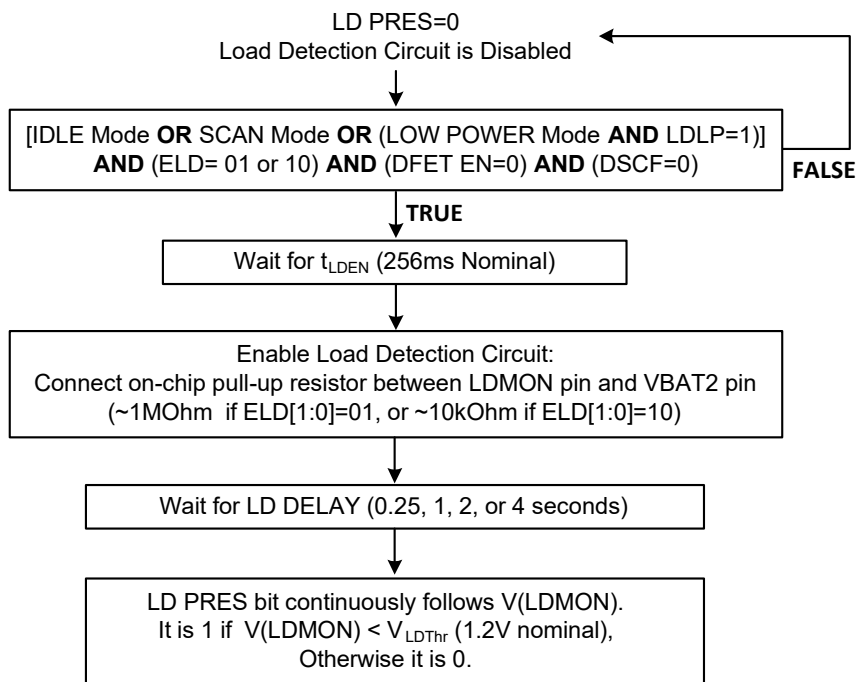 LD PRES=0
Load Detection Circuit is Disabled
[IDLE Mode OR SCAN Mode OR (LOW POWER Mode AND LDLP=1)]
AND (ELD= 01 or 10) AND (DFET EN=0) AND (DSCF=0)
FALSE
TRUE
Wait for tLDEN (256ms Nominal)
Enable Load Detection Circuit:
Connect on-chip pull-up resistor between LDMON pin and VBAT2 pin
(~1MOhm if ELD[1:0]=01, or ~10kOhm if ELD[1:0]=10)
Wait for LD DELAY (0.25, 1, 2, or 4 seconds)
LD PRES bit continuously follows V(LDMON).
It is 1 if V(LDMON) < VLDThr (1.2V nominal),
Otherwise it is 0.